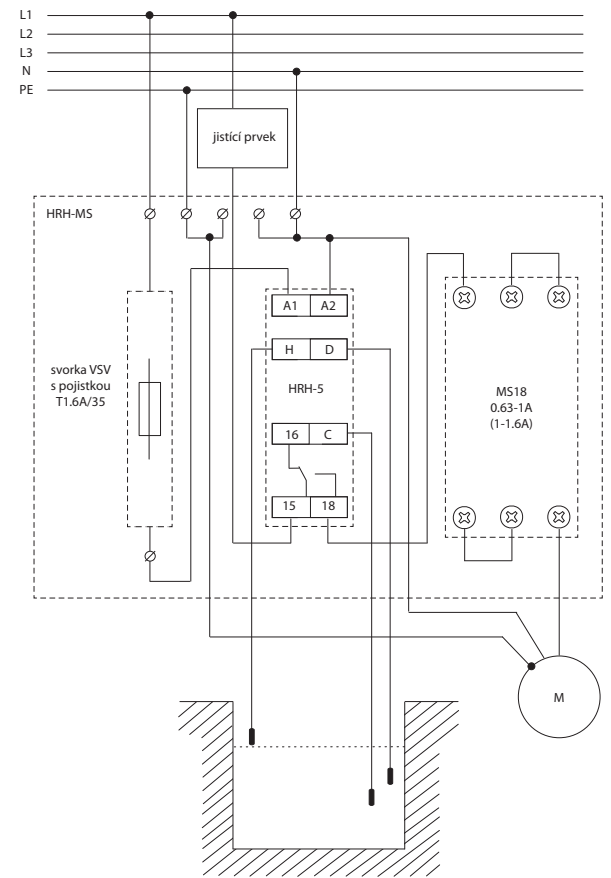 L1
L2
L3
N
PE
jistící prvek
HRH-MS
A1 A2
H D
svorka VSV
s pojistkou
T1.6A/35
HRH-5
MS18
0.63-1A
(1-1.6A)
16 C
15 18
M